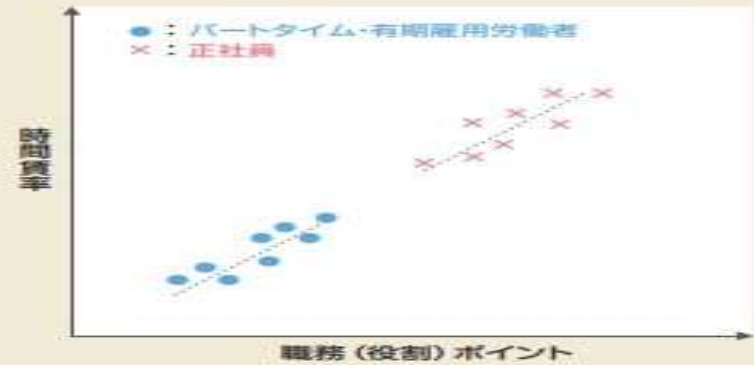 ● : パートタイム・有期雇用労働者
× : 正社員
時間賃率
職務（役割）ポイント